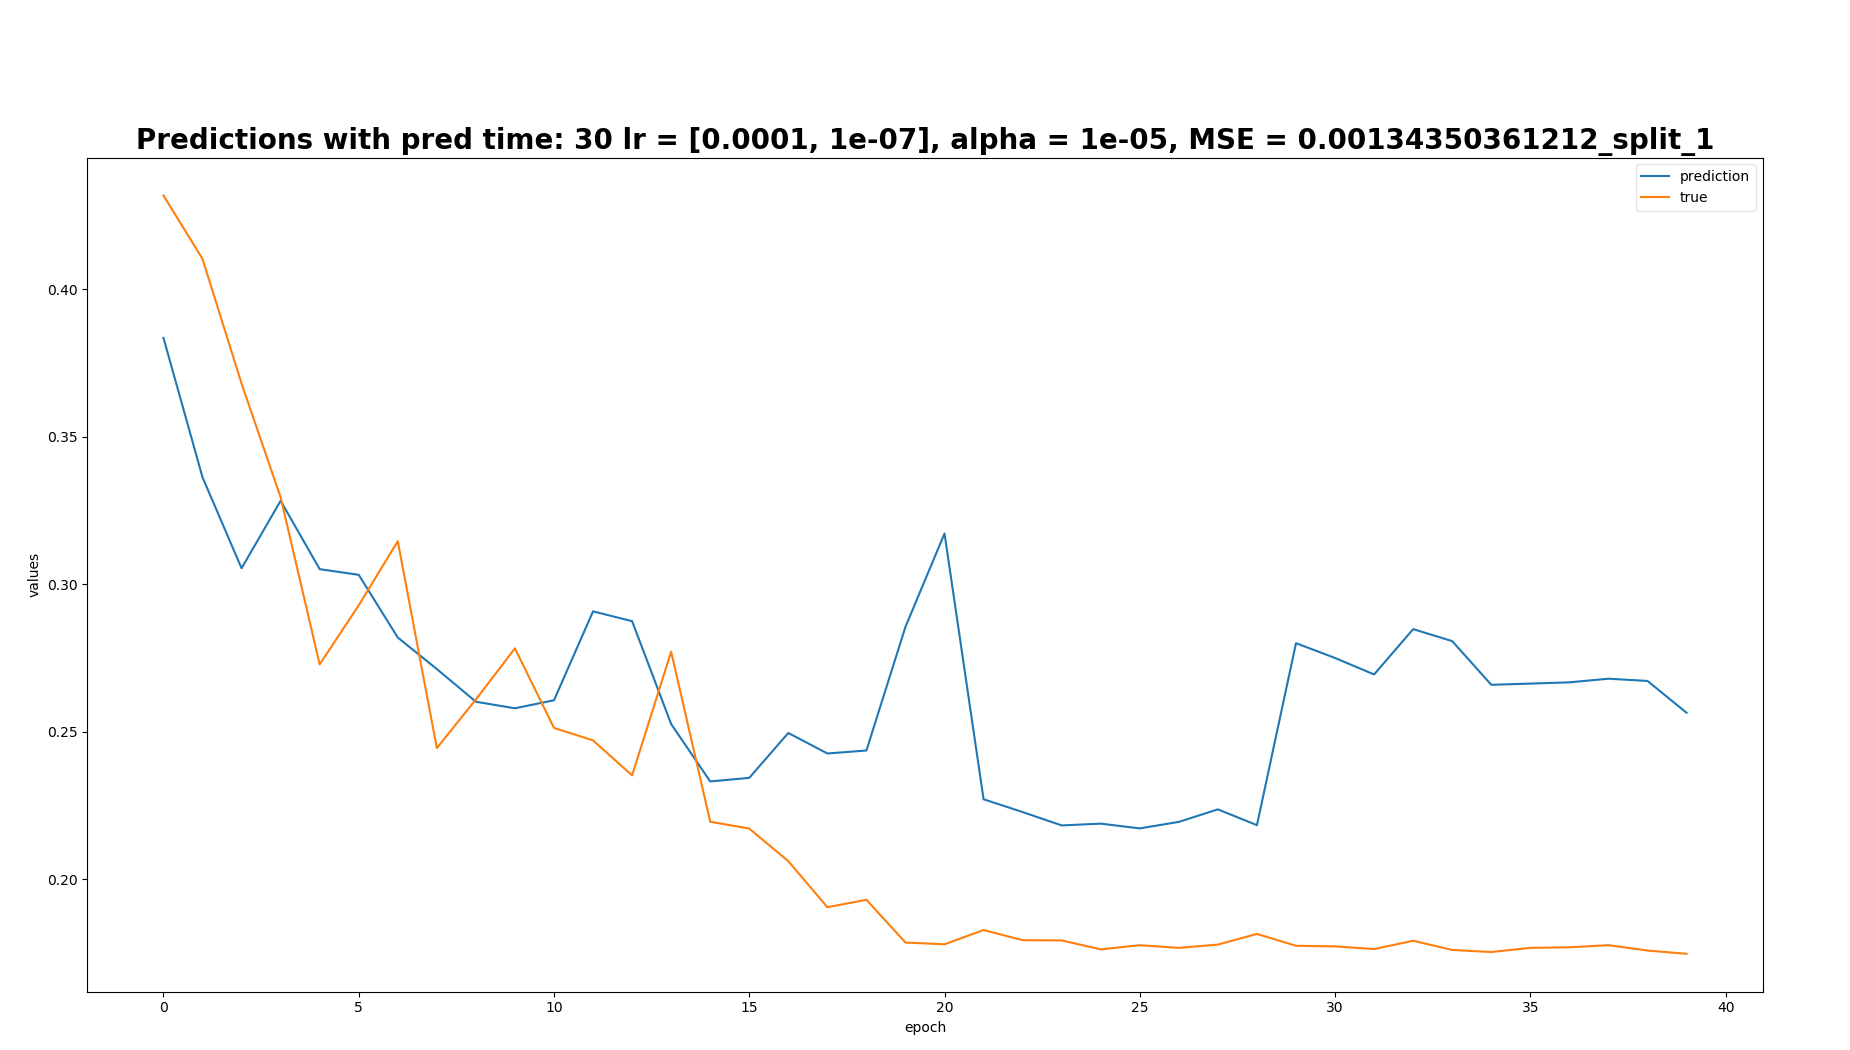 Predictions with pred time: 30 lr = [0.0001, 1e-07], alpha = 1e-05, MSE = 0.00134350361212_split_1
prediction
true
0.40
0.35
0.30
0.25
0.20
values
0 5 10 15 20 25 30 35 40
epoch